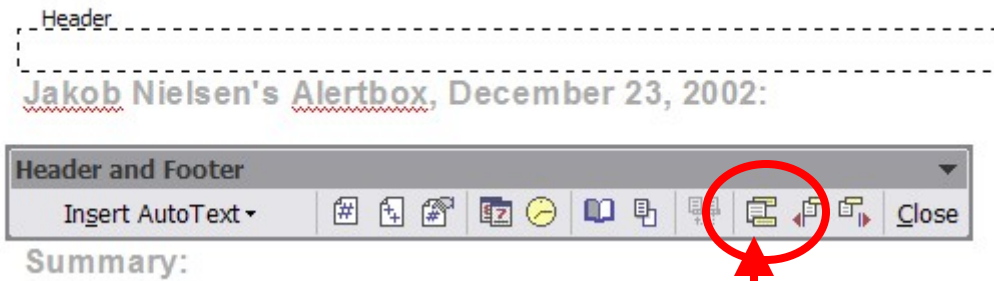 Header
Jakob Nielsen's Alertbox, December 23, 2002:
Header and Footer
Insert AutoText Close
Summary: